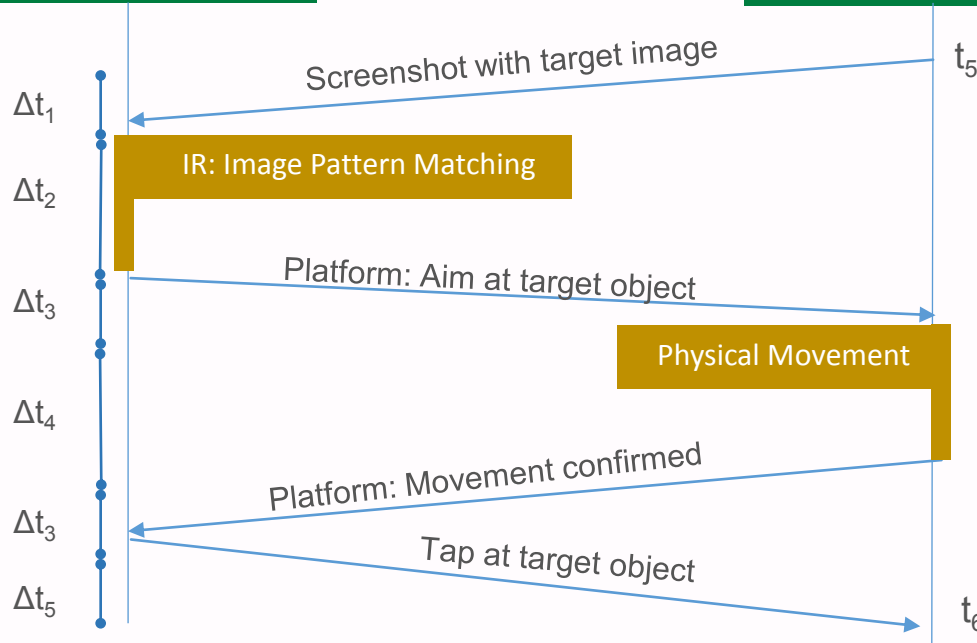 Screenshot with target image
t₅
Δt₁
IR: Image Pattern Matching
Δt₂
Platform: Aim at target object
Δt₃
Physical Movement
Δt₄
Platform: Movement confirmed
Δt₃
Tap at target object
Δt₅
t₆